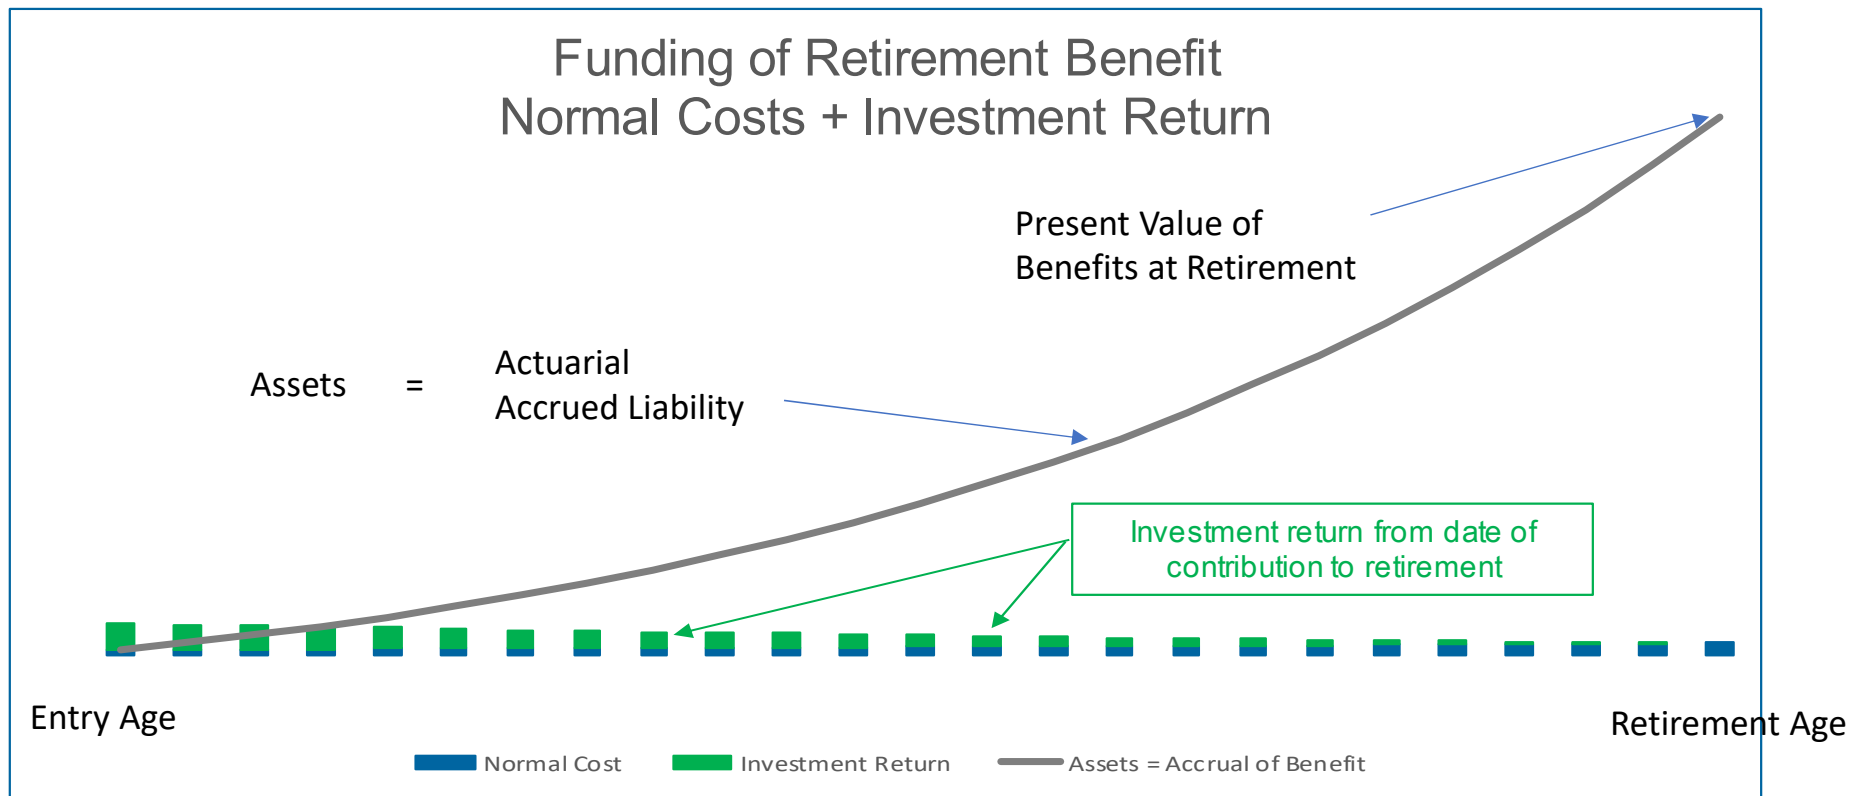 Funding of Retirement Benefit
Normal Costs + Investment Return
Present Value of
Benefits at Retirement
Assets = Actuarial
Accrued Liability
Investment return from date of
contribution to retirement
Entry Age
Retirement Age
Normal Cost Investment Return Assets = Accrual of Benefit